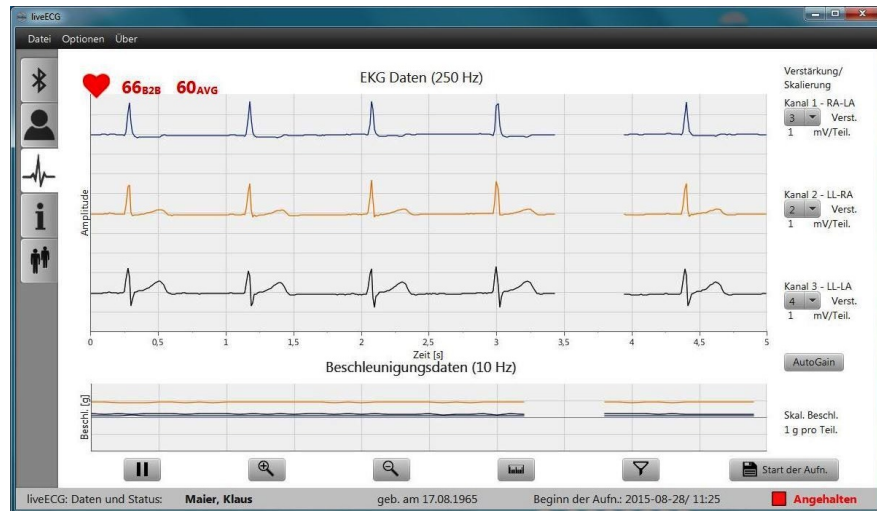 liveECG
Datei Optionen Über
66B2B 60AVG
EKG Daten (250 Hz)
Amplitude
0 0,5 1 1,5 2 2,5 3 3,5 4 4,5 5
Zeit [s]
Verstärkung/
Skalierung
Kanal 1 - RA-LA
3 Verst.
1 mV/Teil.
Kanal 2 - LL-RA
2 Verst.
1 mV/Teil.
Kanal 3 - LL-LA
4 Verst.
1 mV/Teil.
AutoGain
Beschleunigungsdaten (10 Hz)
Beschl. [g]
Skal. Beschl.
1 g pro Teil.
Start der Aufn.
liveECG: Daten und Status: Maier, Klaus geb. am 17.08.1965 Beginn der Aufn.: 2015-08-28/ 11:25 Angehalten